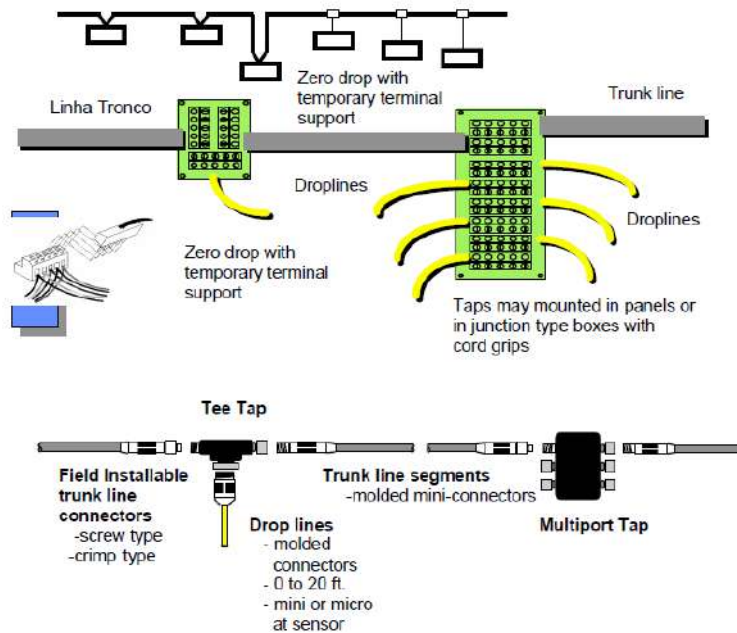 Zero drop with
temporary terminal
support
Linha Tronco
Trunk line
Droplines
Droplines
Zero drop with
temporary terminal
support
Taps may mounted in panels or
in junction type boxes with
cord grips
Tee Tap
Field Installable
trunk line
connectors
-screw type
-crimp type
Trunk line segments
-molded mini-connectors
Multiport Tap
Drop lines
- molded
connectors
- 0 to 20 ft.
- mini or micro
at sensor